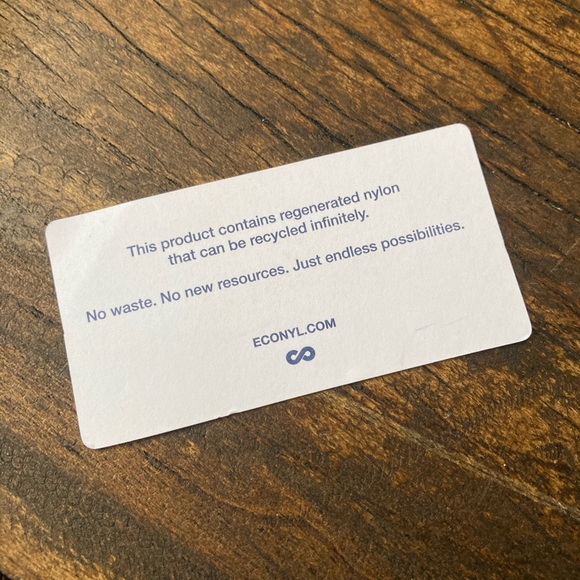 This product contains regenerated nylon
that can be recycled infinitely.
No waste. No new resources. Just endless possibilities.
ECONYL.COM